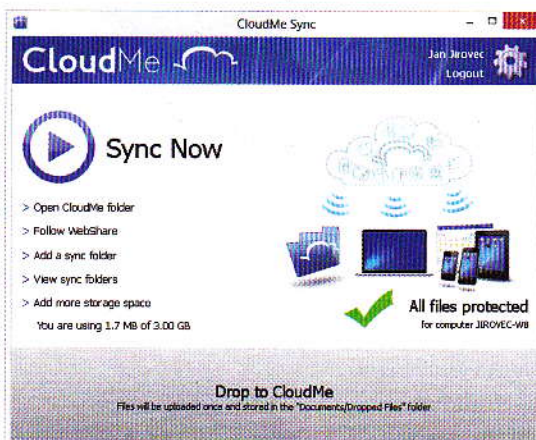 CloudMe Sync
CloudMe
Jan Jirovec
Logout
Sync Now
> Open CloudMe folder
> Follow WebShare
> Add a sync folder
> View sync folders
> Add more storage space
You are using 1.7 MB of 3.00 GB
All files protected
for computer JIROVEC-W8
Drop to CloudMe
Files will be uploaded once and stored in the "Documents/Dropped Files" folder